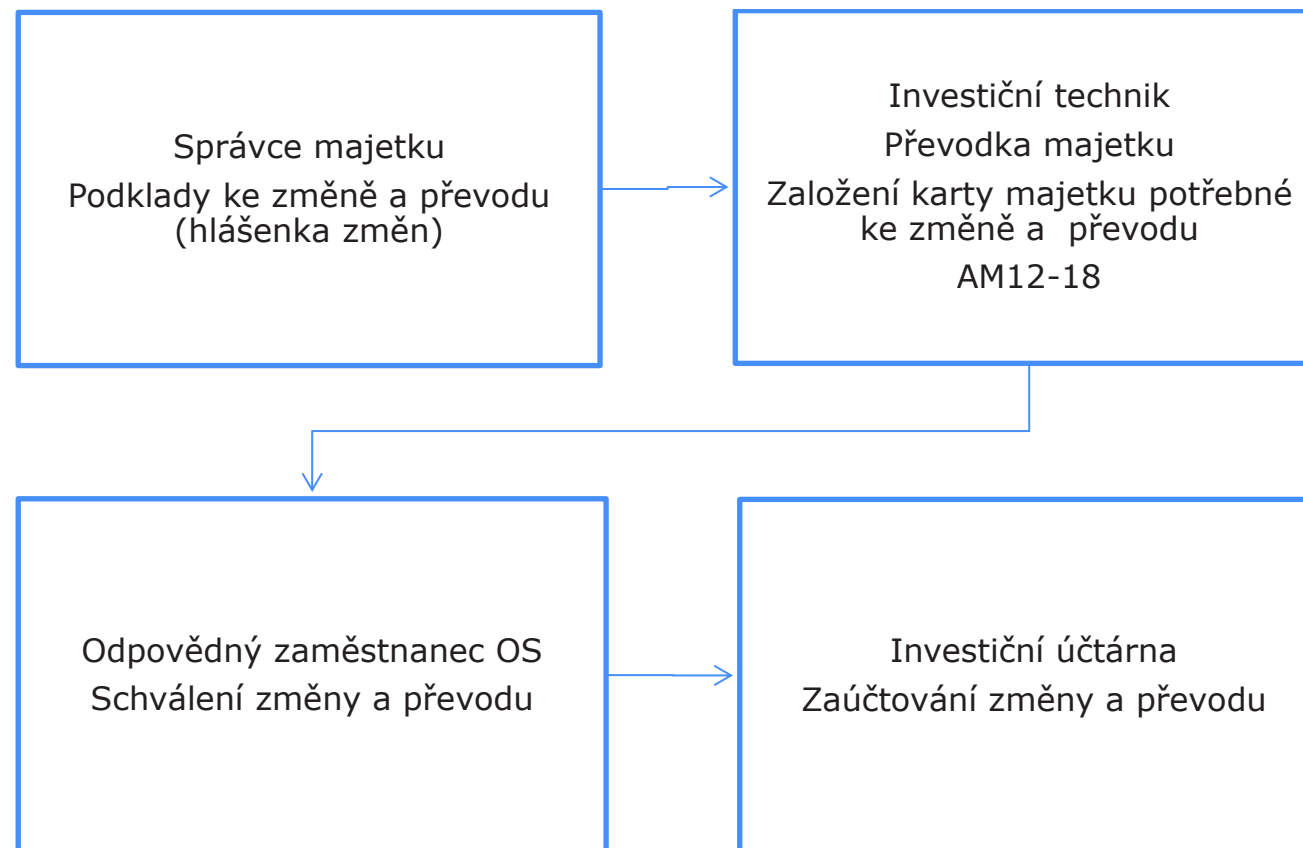 Správce majetku
Podklady ke změně a převodu
(hlášenka změn)
Investiční technik
Převodka majetku
Založení karty majetku potřebné
ke změně a  převodu
AM12-18
Odpovědný zaměstnanec OS
Schválení změny a převodu
Investiční účtárna
Zaúčtování změny a převodu